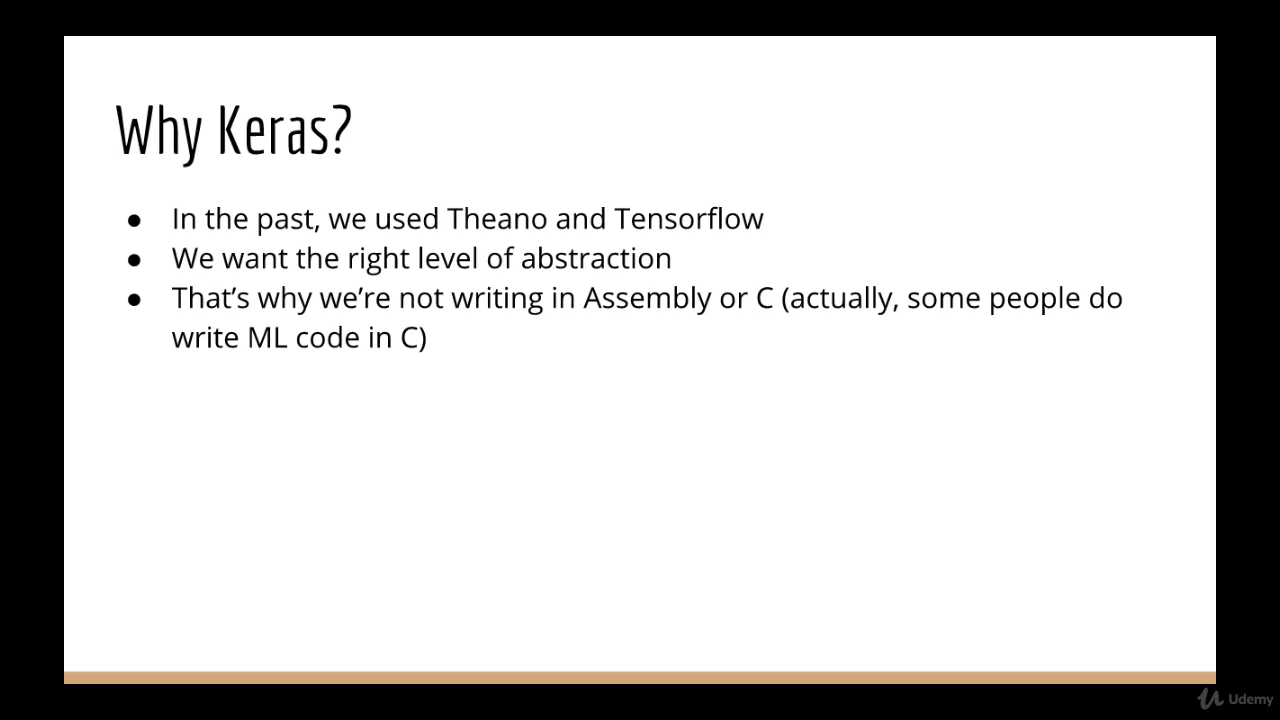 Why Keras?
● In the past, we used Theano and Tensorflow
● We want the right level of abstraction
● That’s why we’re not writing in Assembly or C (actually, some people do
write ML code in C)
Udemy